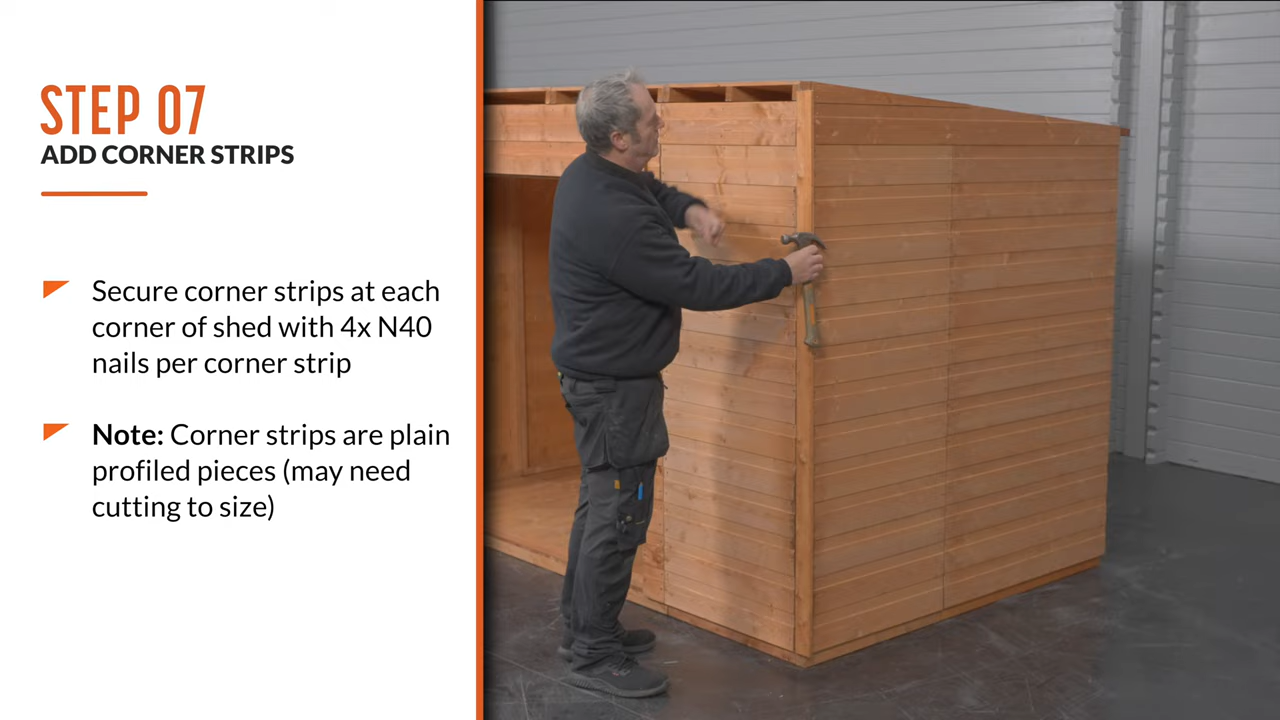 STEP 07
ADD CORNER STRIPS
Secure corner strips at each
corner of shed with 4x N40
nails per corner strip
Note: Corner strips are plain
profiled pieces (may need
cutting to size)